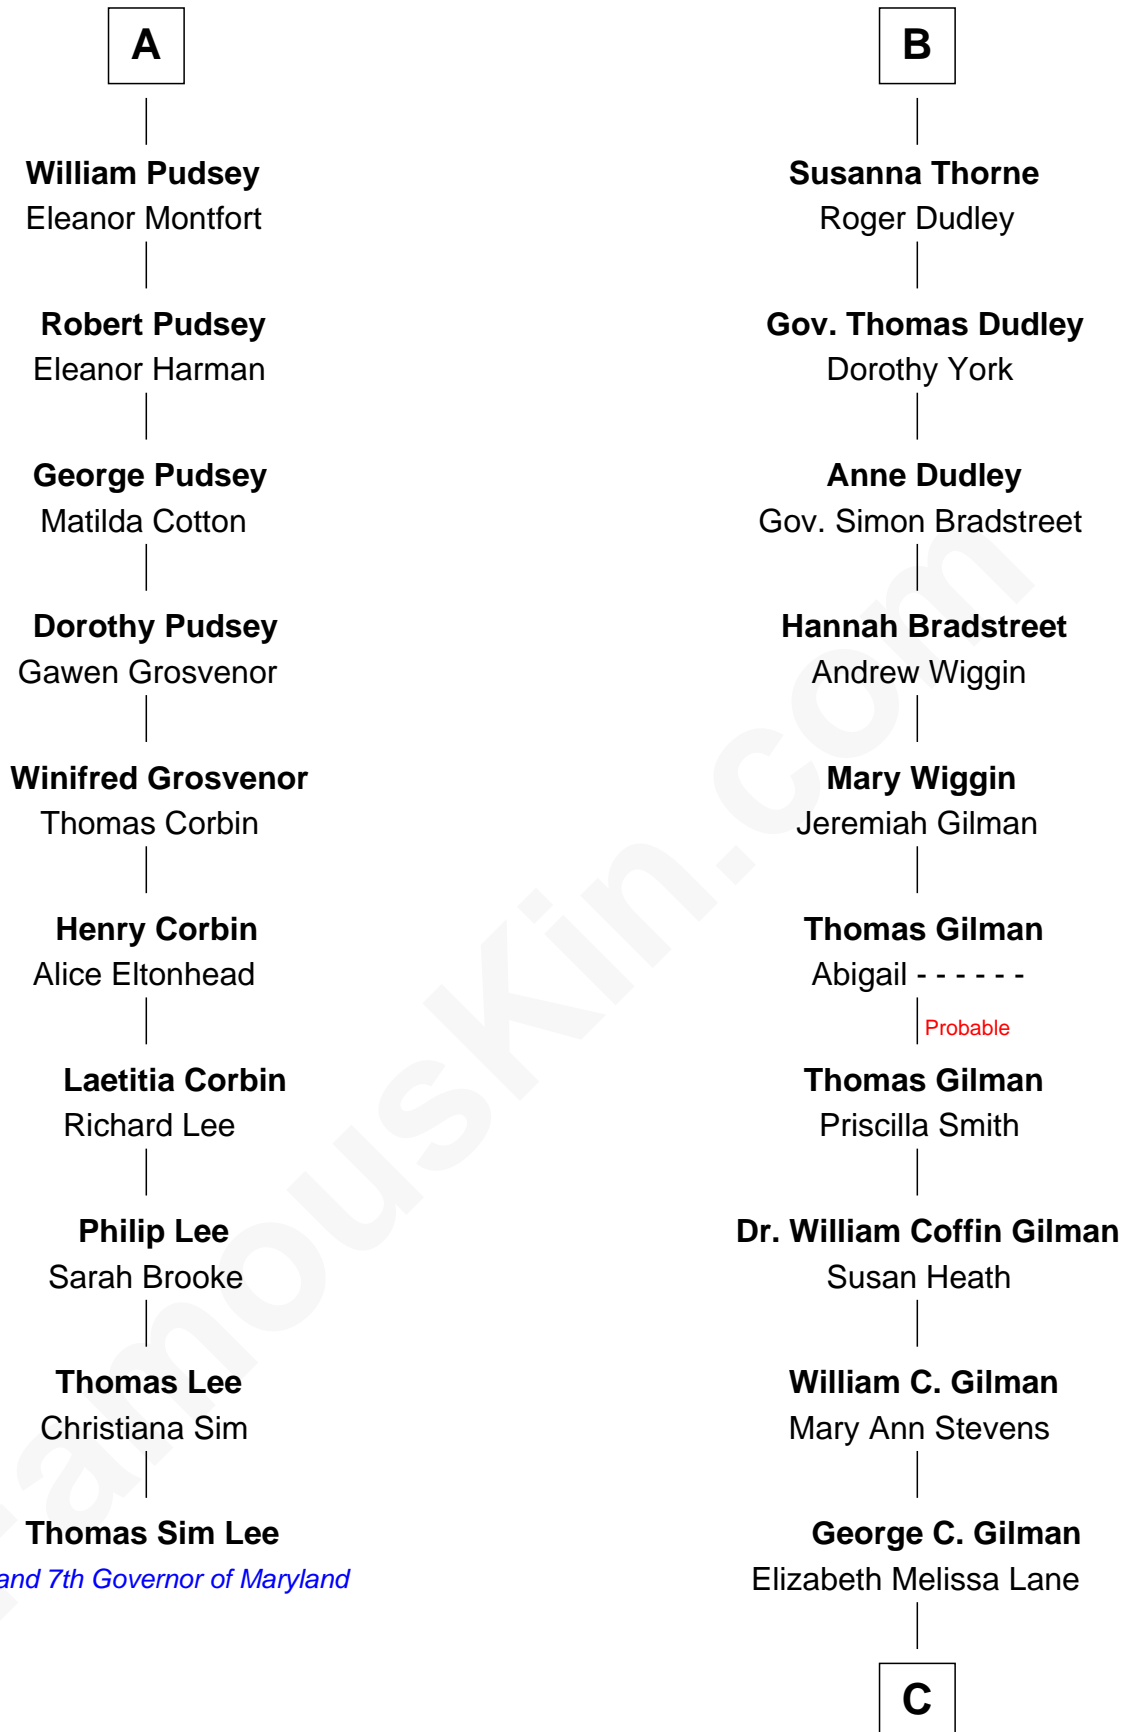 A
William Pudsey
Eleanor Montfort
Robert Pudsey
Eleanor Harman
George Pudsey
Matilda Cotton
Dorothy Pudsey
Gawen Grosvenor
Winifred Grosvenor
Thomas Corbin
Henry Corbin
Alice Eltonhead
Laetitia Corbin
Richard Lee
Philip Lee
Sarah Brooke
Thomas Lee
Christiana Sim
Thomas Sim Lee
and 7th Governor of Maryland
B
Susanna Thorne
Roger Dudley
Gov. Thomas Dudley
Dorothy York
Anne Dudley
Gov. Simon Bradstreet
Hannah Bradstreet
Andrew Wiggin
Mary Wiggin
Jeremiah Gilman
Thomas Gilman
Abigail - - - - - -
Probable
Thomas Gilman
Priscilla Smith
Dr. William Coffin Gilman
Susan Heath
William C. Gilman
Mary Ann Stevens
George C. Gilman
Elizabeth Melissa Lane
C
FamousKin.com